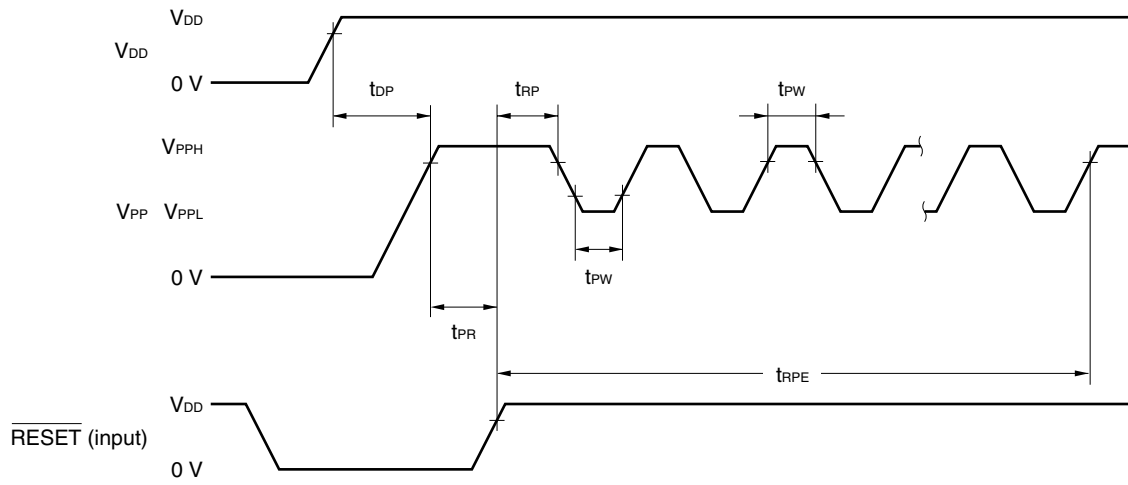 VDD
VDD
0 V
tDP
tRP
tPW
VPPH
VPP VPPL
tPW
0 V
tPR
tRPE
VDD
RESET (input)
0 V